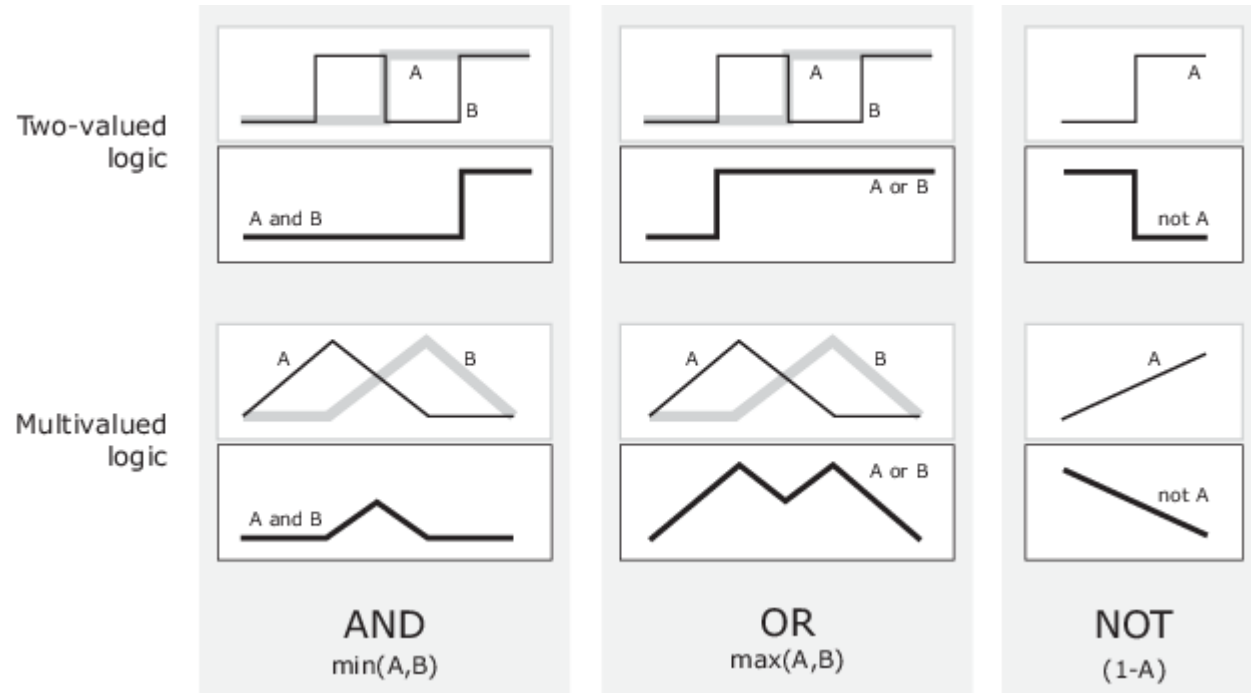 Two-valued
logic
A
B
A and B
A
B
A or B
A
not A
Multivalued
logic
A
B
A and B
A
B
A or B
A
not A
AND
min(A,B)
OR
max(A,B)
NOT
(1-A)